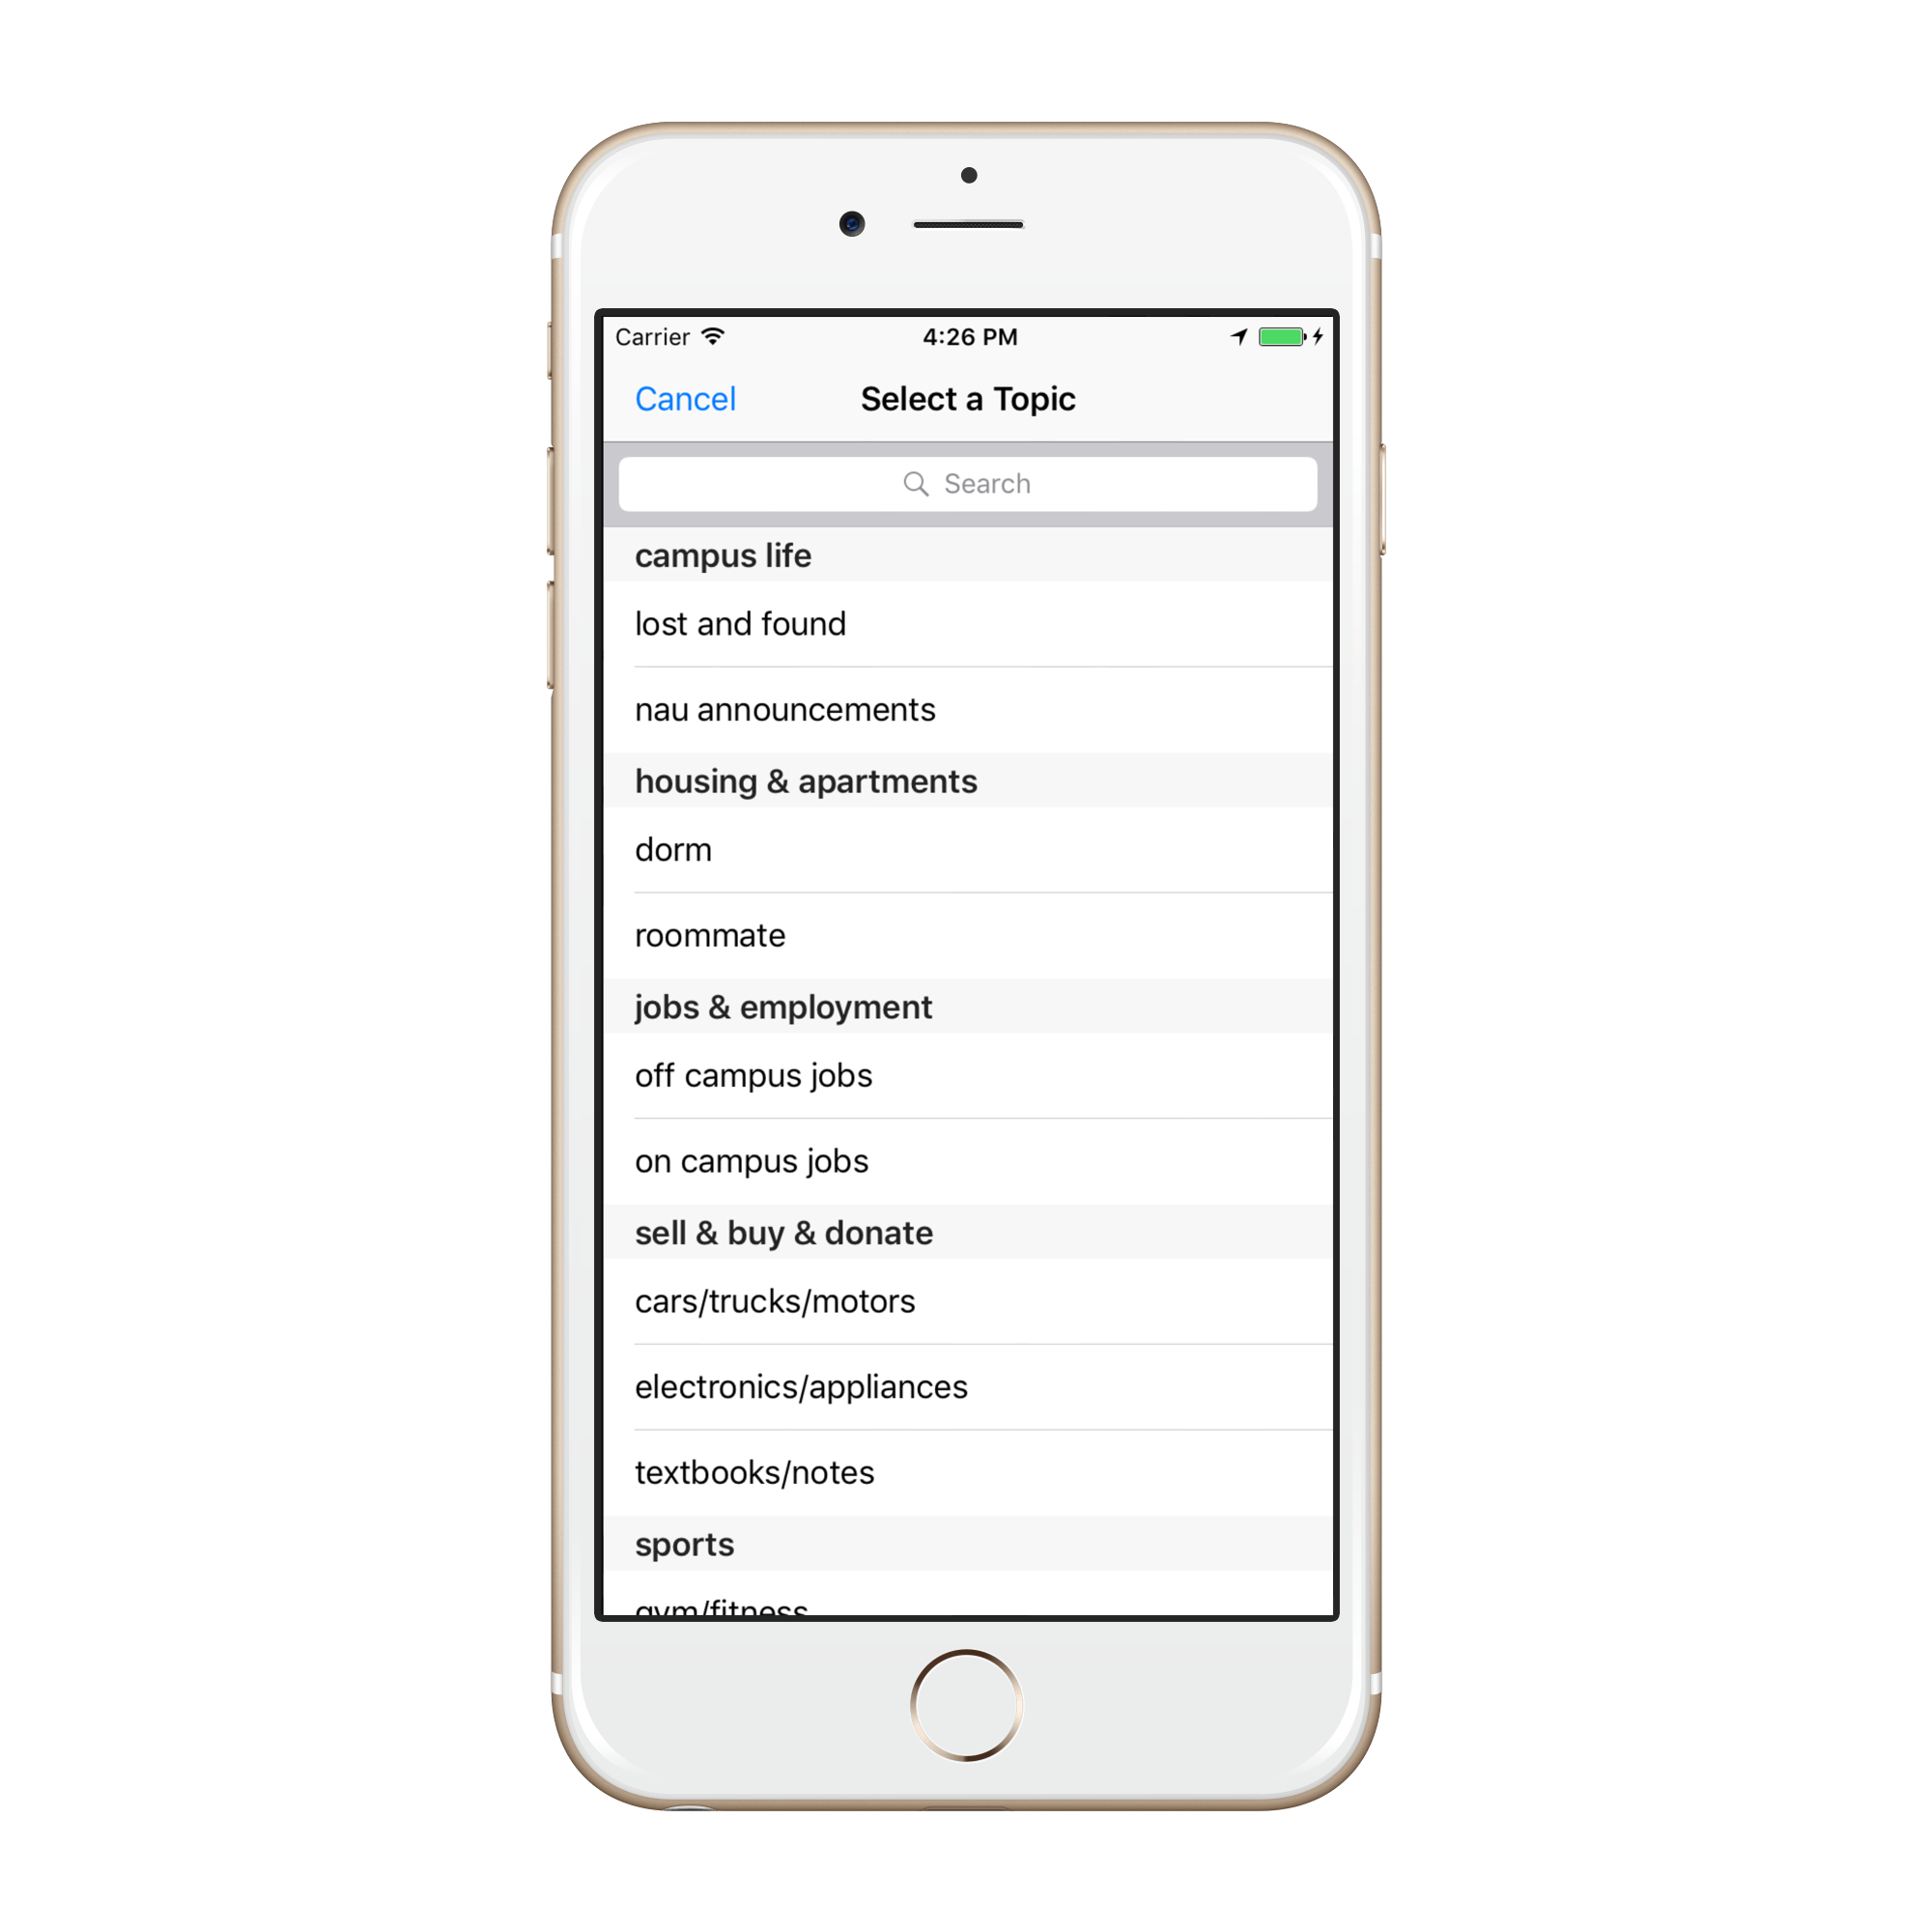 Carrier 4:26 PM
Cancel Select a Topic
Search
campus life
lost and found
nau announcements
housing & apartments
dorm
roommate
jobs & employment
off campus jobs
on campus jobs
sell & buy & donate
cars/trucks/motors
electronics/appliances
textbooks/notes
sports
gym/fitness